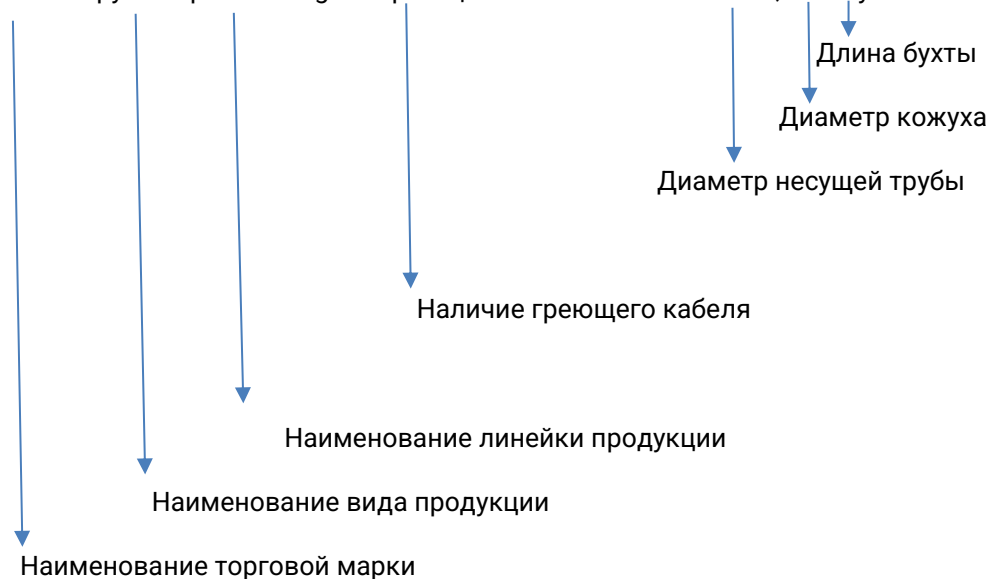 Длина бухты
Диаметр кожуха
Диаметр несущей трубы
Наличие греющего кабеля
Наименование линейки продукции
Наименование вида продукции
Наименование торговой марки